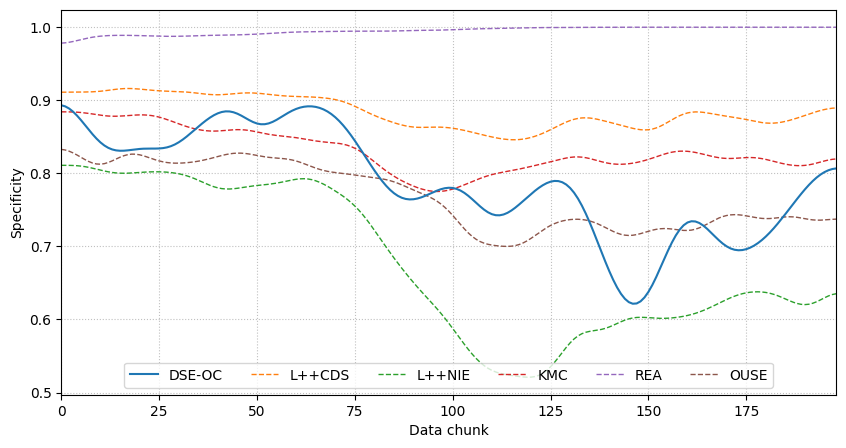 1.0
0.9
0.8
0.7
0.6
0.5
Specificity
DSE-OC L++CDS L++NIE KMC REA OUSE
0 25 50 75 100 125 150 175
Data chunk